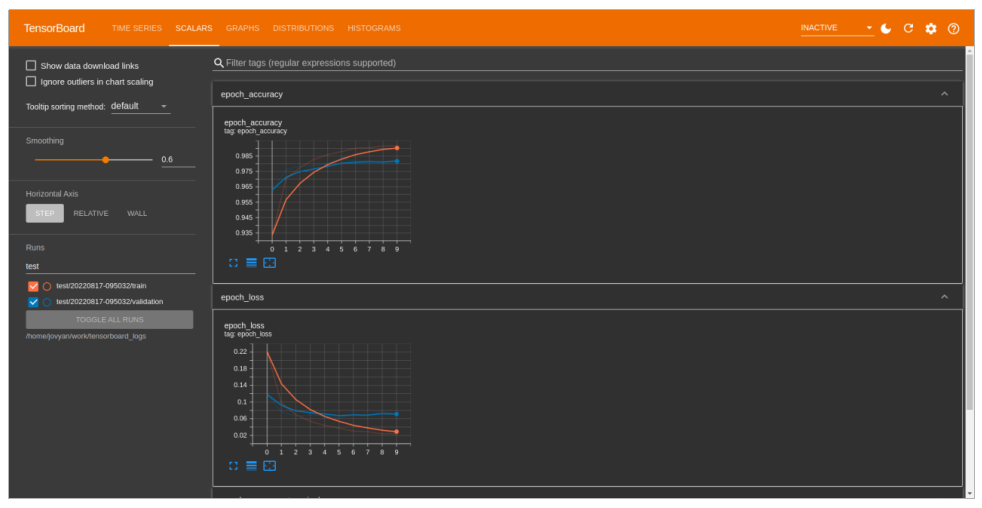 TensorBoard TIME SERIES SCALARS GRAPHS DISTRIBUTIONS HISTOGRAMS INACTIVE
Show data download links
Ignore outliers in chart scaling
Tooltip sorting method: default
Smoothing
0.6
Horizontal Axis
STEP RELATIVE WALL
Runs
test
test/20220817-095032/train
test/20220817-095032/validation
TOGGLE ALL RUNS
/home/jovyan/work/tensorboard_logs
Filter tags (regular expressions supported)
epoch_accuracy
epoch_accuracy
tag: epoch_accuracy
0.985
0.975
0.965
0.955
0.945
0.935
0 1 2 3 4 5 6 7 8 9
epoch_loss
epoch_loss
tag: epoch_loss
0.22
0.18
0.14
0.1
0.06
0.02
0 1 2 3 4 5 6 7 8 9